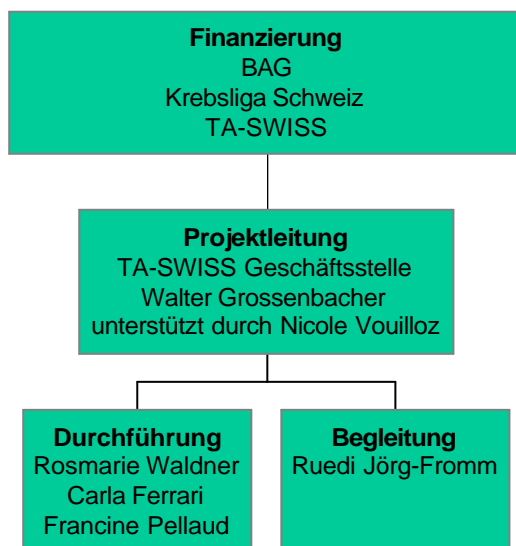 Finanzierung
BAG
Krebsliga Schweiz
TA-SWISS
Projektleitung
TA-SWISS Geschäftsstelle
Walter Grossenbacher
unterstützt durch Nicole Vouilloz
Durchführung
Rosmarie Waldner
Carla Ferrari
Francine Pellaud
Begleitung
Ruedi Jörg-Fromm